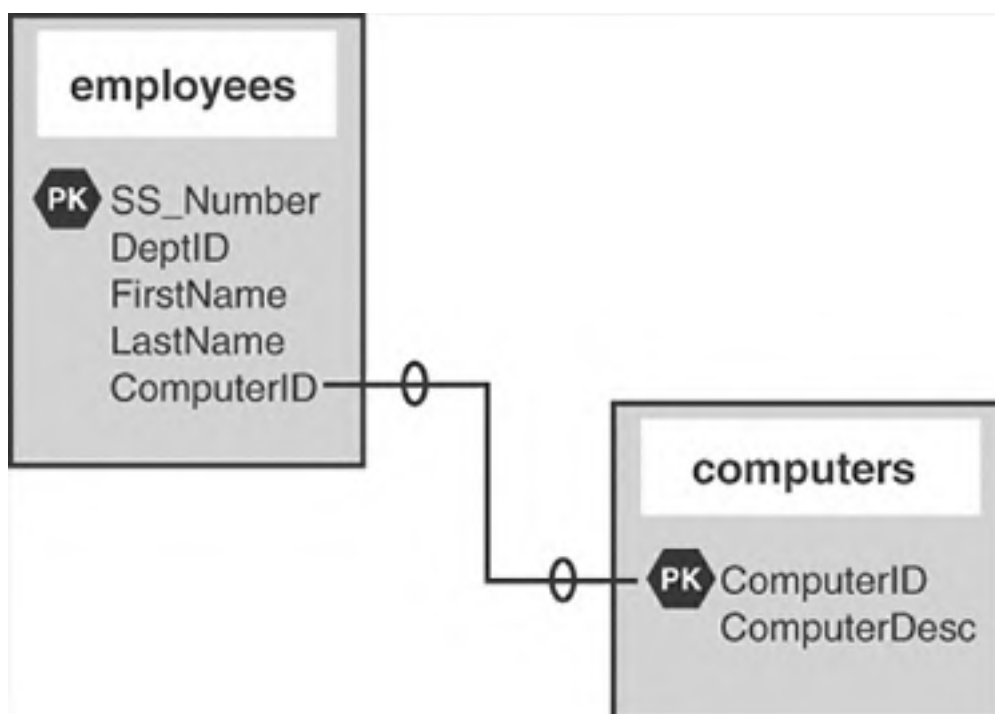 employees
PK SS_Number
DeptID
FirstName
LastName
ComputerID
computers
PK ComputerID
ComputerDesc